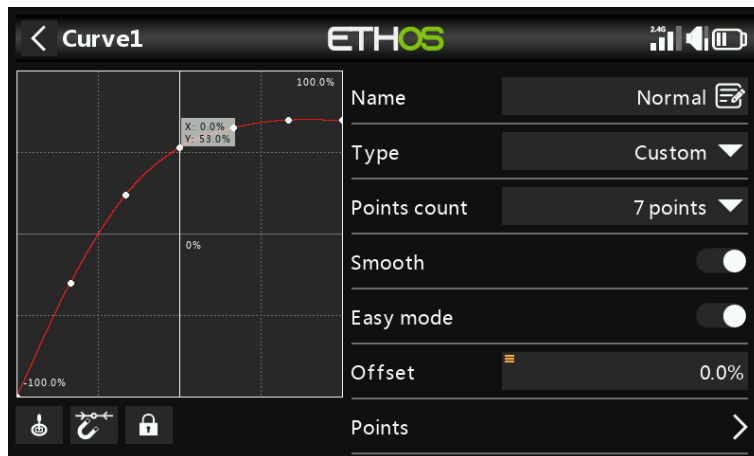 Curve1
ETHOS
2.4G
100.0%
X: 0.0%
Y: 53.0%
0%
-100.0%
Name
Normal
Type
Custom
Points count
7 points
Smooth
Easy mode
Offset
0.0%
Points